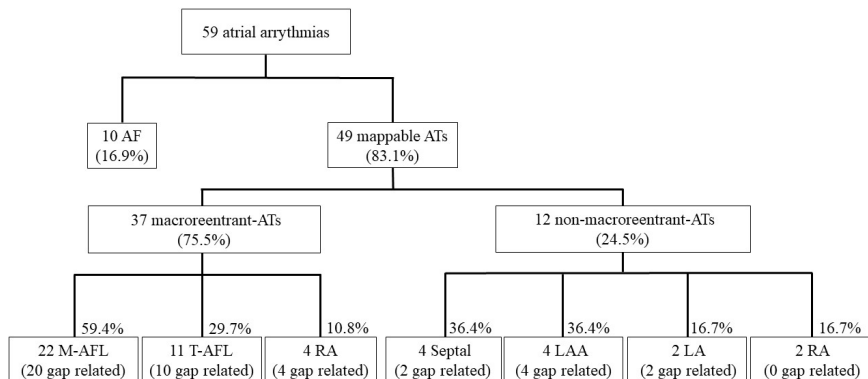 59 atrial arrythmias
10 AF
(16.9%)
49 mappable ATs
(83.1%)
37 macroreentrant-ATs
(75.5%)
12 non-macroreentrant-ATs
(24.5%)
59.4%
29.7%
10.8%
36.4%
36.4%
16.7%
16.7%
22 M-AFL
(20 gap related)
11 T-AFL
(10 gap related)
4 RA
(4 gap related)
4 Septal
(2 gap related)
4 LAA
(4 gap related)
2 LA
(2 gap related)
2 RA
(0 gap related)